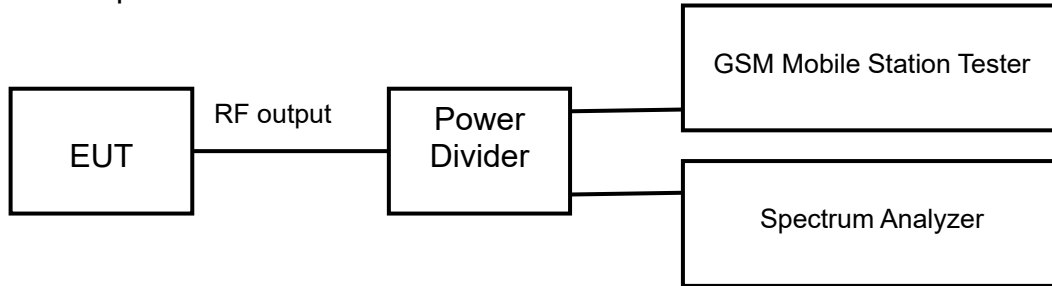 GSM Mobile Station Tester
RF output
EUT
Power
Divider
Spectrum Analyzer